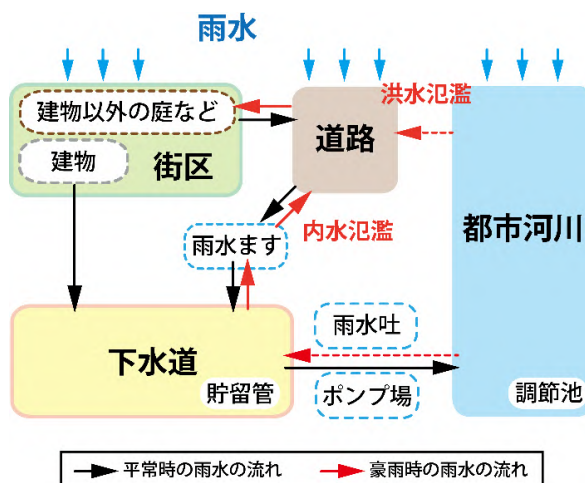 雨水
建物以外の庭など
建物
街区
道路
洪水氾濫
雨水ます
内水氾濫
都市河川
下水道
貯留管
雨水吐
ポンプ場
調節池
平常時の雨水の流れ
豪雨時の雨水の流れ